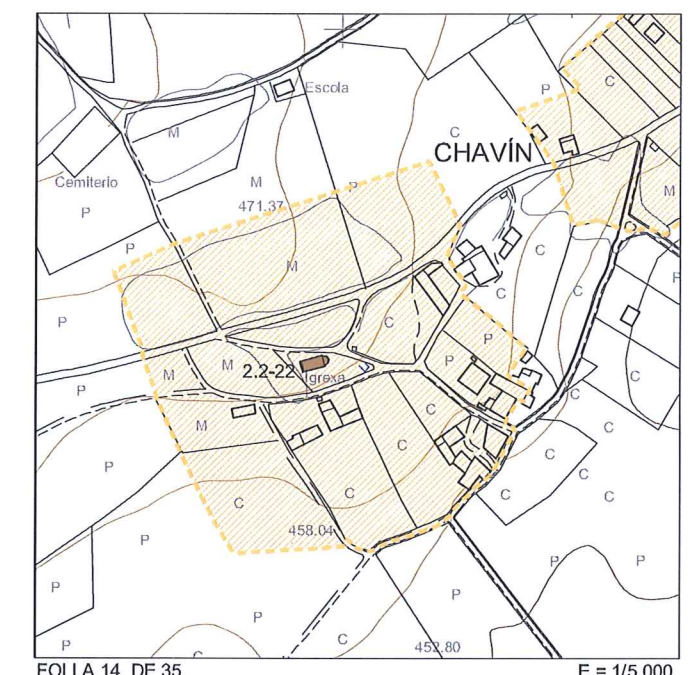 Escola
P
C
C
M
CHAVÍN
Cemiterio
M
P
M
P
471.37
P
C
C
M
P
C
C
P
C
P
M
M
2.2-22
Igrexa
P
P
C
C
M
C
C
C
P
C
C
C
C
C
458.04
P
P
P
P
P
P
C
P
C
452.80
FOLLA 14 DE 35
E = 1/5.000